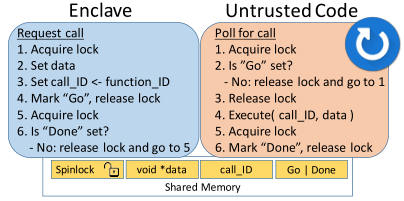 Enclave
Request call
1. Acquire lock
2. Set data
3. Set call_ID <- function_ID
4. Mark “Go”, release lock
5. Acquire lock
6. Is “Done” set?
- No: release lock and go to 5
Untrusted Code
Poll for call
1. Acquire lock
2. Is “Go” set?
- No: release lock and go to 1
3. Release lock
4. Execute( call_ID, data )
5. Acquire lock
6. Mark “Done”, release lock
Spinlock
void *data
call_ID
Go | Done
Shared Memory